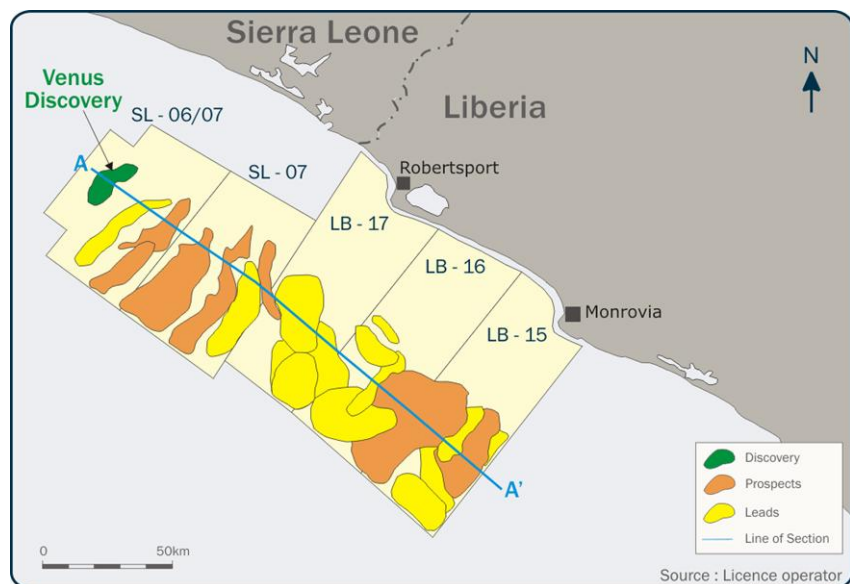 Sierra Leone
Liberia
N
Venus
Discovery
SL - 06/07
A
SL - 07
Robertsport
LB - 17
LB - 16
Monrovia
LB - 15
A'
Discovery
Prospects
Leads
Line of Section
0
50km
Source : Licence operator